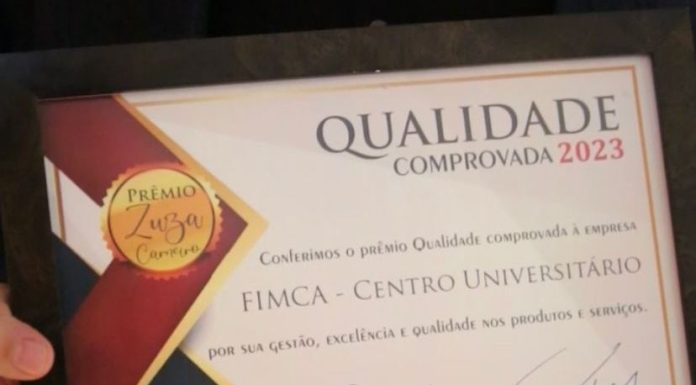 QUALIDADE
COMPROVADA 2023
PRÊMIO
Zuza
Carneiro
Conferimos o prêmio Qualidade comprovada à empresa
FIMCA - Centro Universitário
por sua gestão, excelência e qualidade nos produtos e serviços.